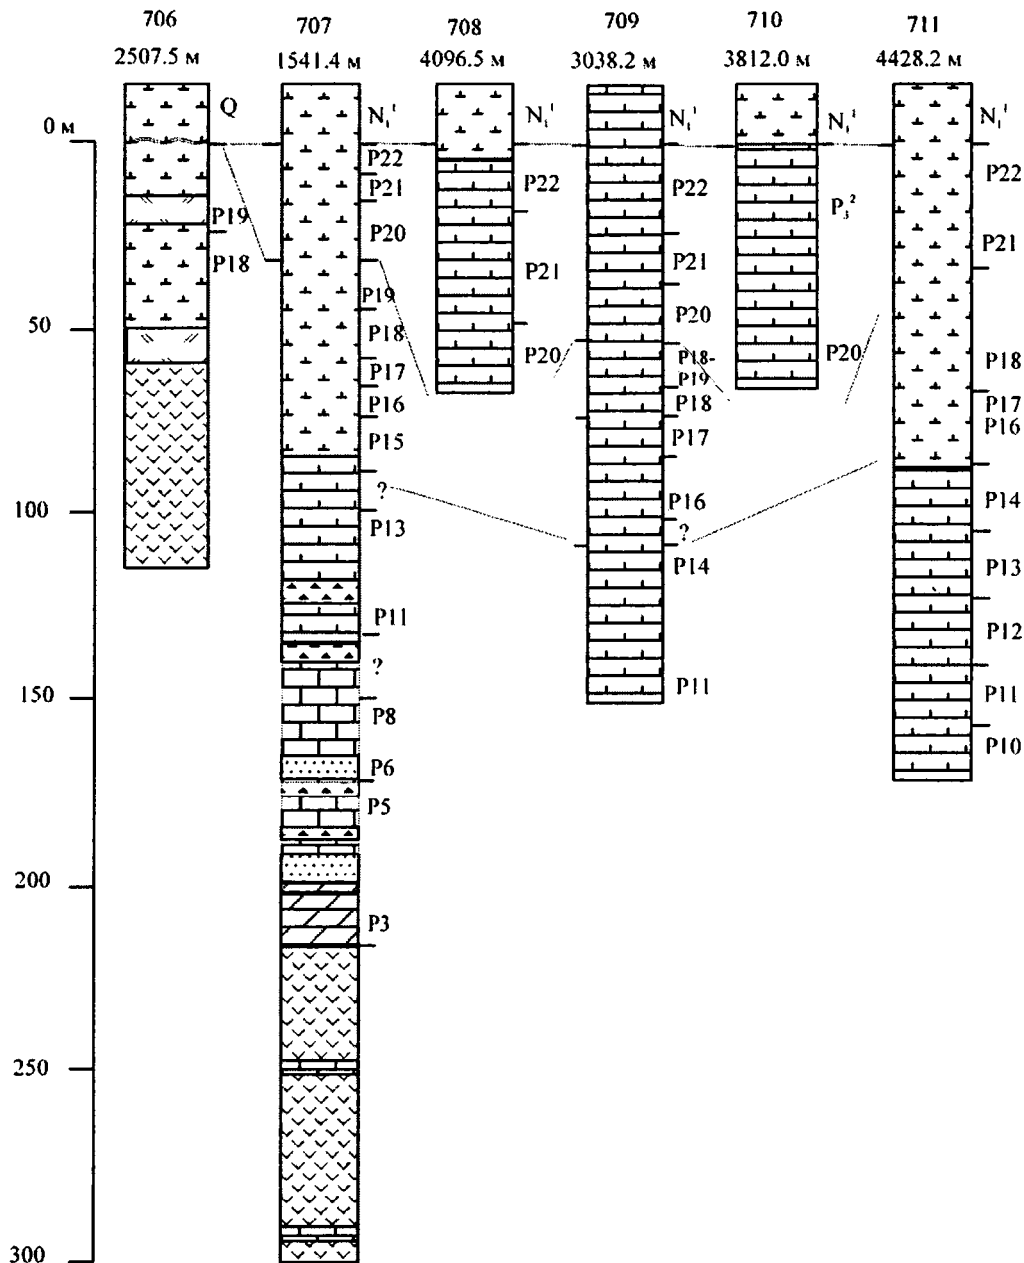 706 707 708 709 710 711
2507.5 м 1541.4 м 4096.5 м 3038.2 м 3812.0 м 4428.2 м
Q N₁¹ N₁¹ N₁¹ N₁¹ N₁¹
0 м
P19
P18
P22
P21
P20
P19
P18
P17
P16
P15
?
P13
P11
?
P8
P6
P5
P3
P22
P21
P20
P22
P21
P20
P18-
P19
P18
P17
P16
?
P14
P11
P₃²
P20
P22
P21
P18
P17
P16
P14
P13
P12
P11
P10
50
100
150
200
250
300